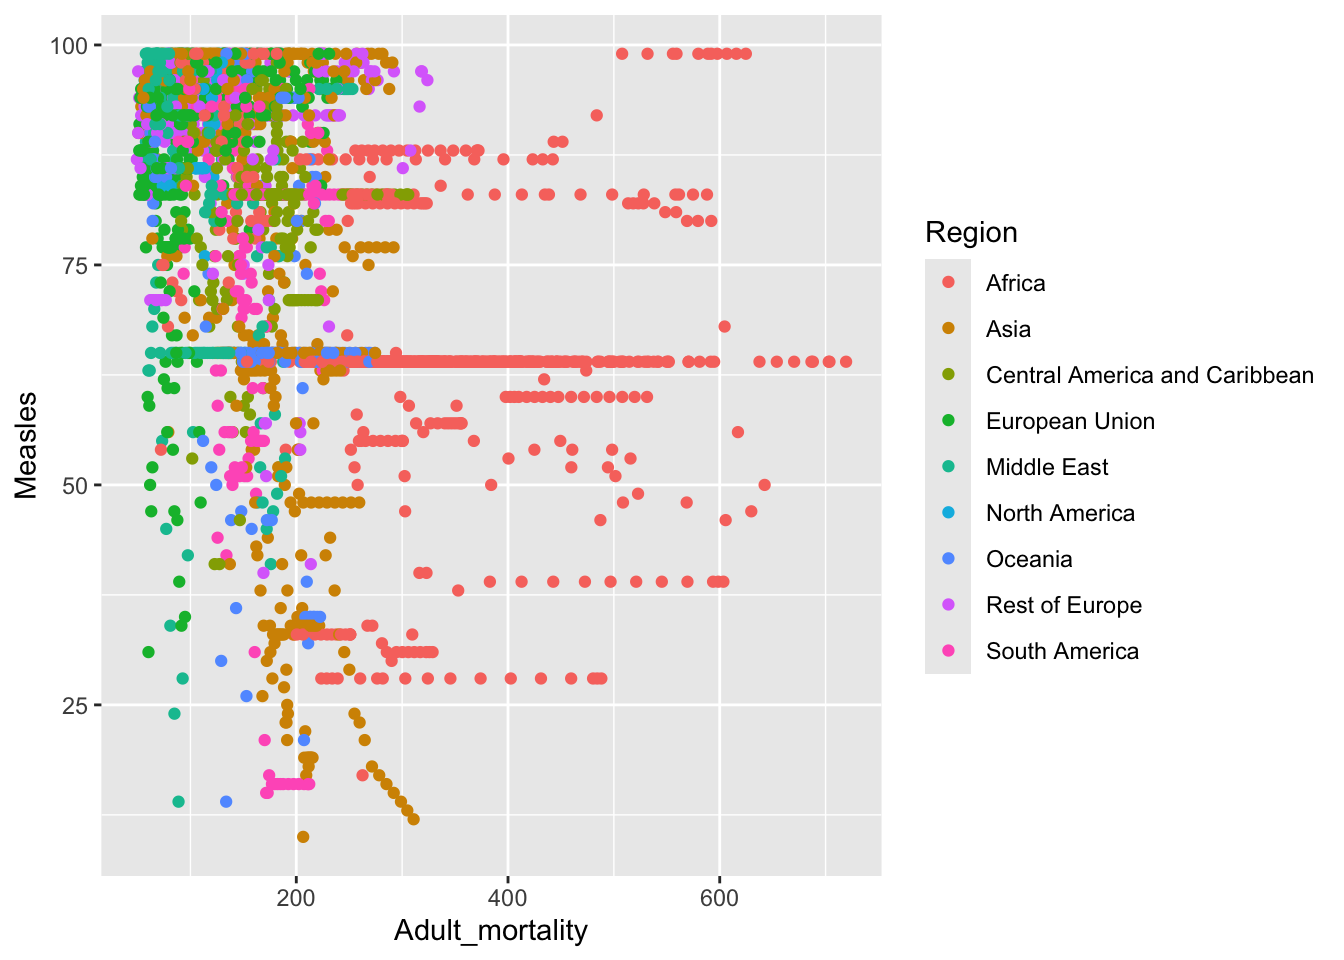 100
75
50
25
Measles
200 400 600
Adult_mortality
Region
Africa
Asia
Central America and Caribbean
European Union
Middle East
North America
Oceania
Rest of Europe
South America